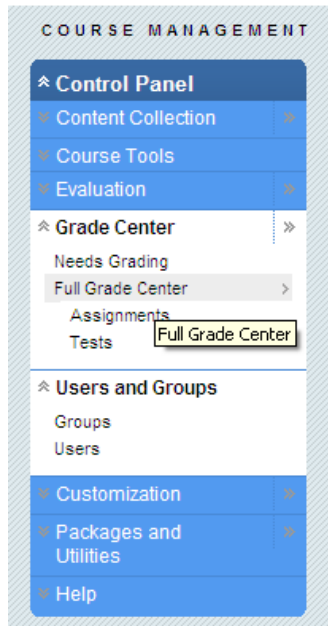 COURSE MANAGEMENT
Control Panel
Content Collection
Course Tools
Evaluation
Grade Center
Needs Grading
Full Grade Center
Assignments
Full Grade Center
Tests
Users and Groups
Groups
Users
Customization
Packages and
Utilities
Help